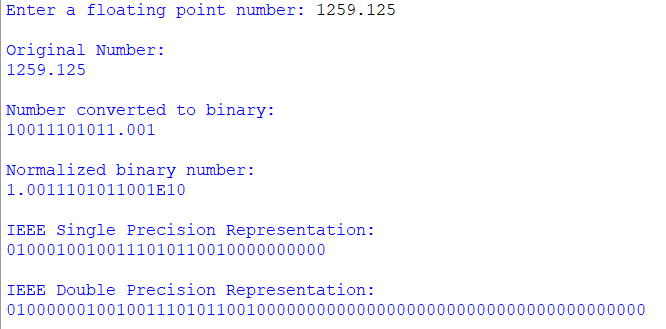 Enter a floating point number: 1259.125
Original Number:
1259.125
Number converted to binary:
10011101011.001
Normalized binary number:
1.0011101011001E10
IEEE Single Precision Representation:
01000100100111010110010000000000
IEEE Double Precision Representation:
0100000010010011101011001000000000000000000000000000000000000000